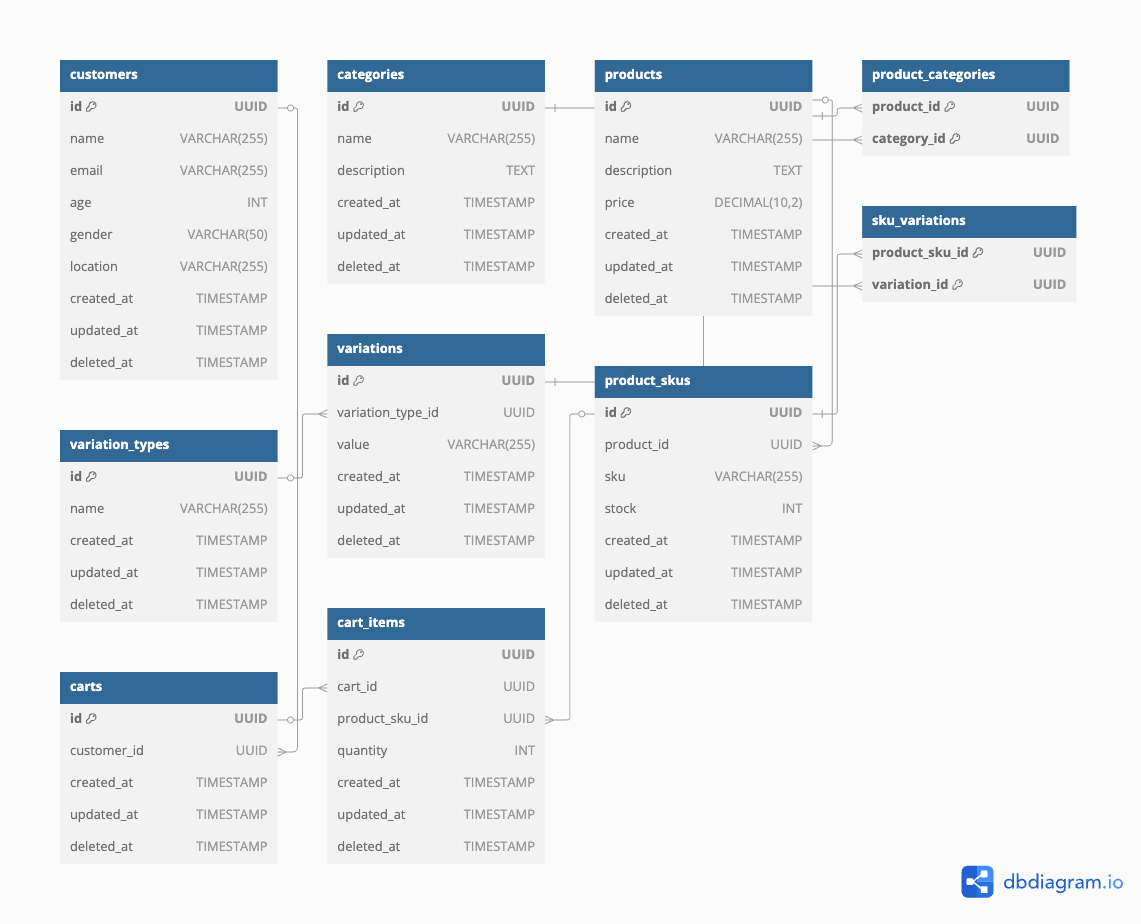 customers
id UUID
name VARCHAR(255)
email VARCHAR(255)
age INT
gender VARCHAR(50)
location VARCHAR(255)
created_at TIMESTAMP
updated_at TIMESTAMP
deleted_at TIMESTAMP
categories
id UUID
name VARCHAR(255)
description TEXT
created_at TIMESTAMP
updated_at TIMESTAMP
deleted_at TIMESTAMP
products
id UUID
name VARCHAR(255)
description TEXT
price DECIMAL(10,2)
created_at TIMESTAMP
updated_at TIMESTAMP
deleted_at TIMESTAMP
product_categories
product_id UUID
category_id UUID
sku_variations
product_sku_id UUID
variation_id UUID
variations
id UUID
variation_type_id UUID
value VARCHAR(255)
created_at TIMESTAMP
updated_at TIMESTAMP
deleted_at TIMESTAMP
product_skus
id UUID
product_id UUID
sku VARCHAR(255)
stock INT
created_at TIMESTAMP
updated_at TIMESTAMP
deleted_at TIMESTAMP
variation_types
id UUID
name VARCHAR(255)
created_at TIMESTAMP
updated_at TIMESTAMP
deleted_at TIMESTAMP
cart_items
id UUID
cart_id UUID
product_sku_id UUID
quantity INT
created_at TIMESTAMP
updated_at TIMESTAMP
deleted_at TIMESTAMP
carts
id UUID
customer_id UUID
created_at TIMESTAMP
updated_at TIMESTAMP
deleted_at TIMESTAMP
dbdiagram.io